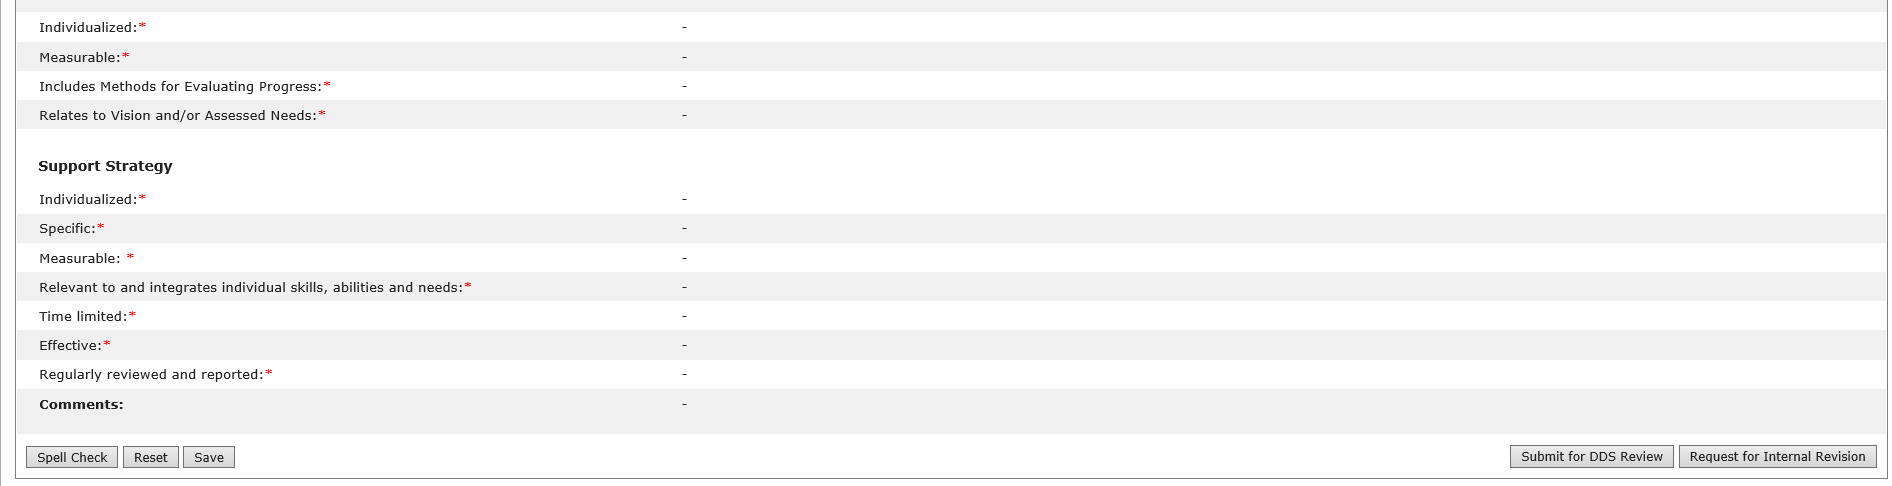 Individualized:* -
Measurable:* -
Includes Methods for Evaluating Progress:* -
Relates to Vision and/or Assessed Needs:* -
Support Strategy
Individualized:* -
Specific:* -
Measurable: * -
Relevant to and integrates individual skills, abilities and needs:* -
Time limited:* -
Effective:* -
Regularly reviewed and reported:* -
Comments: -
Spell Check Reset Save Submit for DDS Review Request for Internal Revision